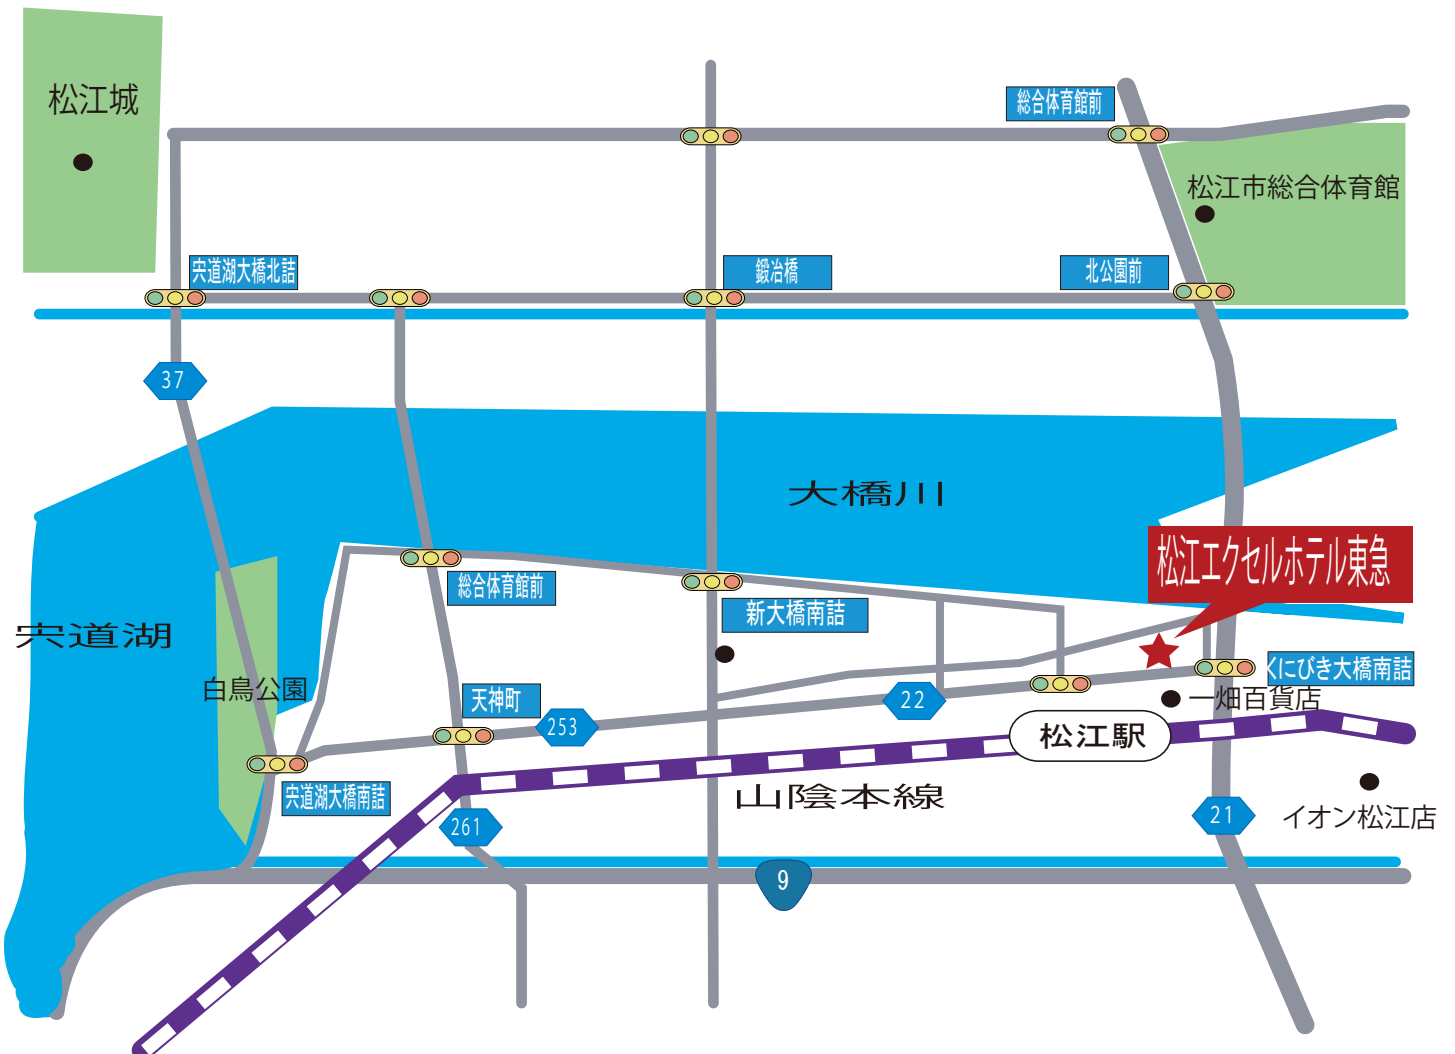 松江城
総合体育館前
松江市総合体育館
宍道湖大橋北詰
鍛冶橋
北公園前
37
大橋川
松江エクセルホテル東急
総合体育館前
新大橋南詰
宍道湖
白鳥公園
くにびき大橋南詰
天神町
22
一畑百貨店
253
松江駅
宍道湖大橋南詰
山陰本線
261
21
イオン松江店
9